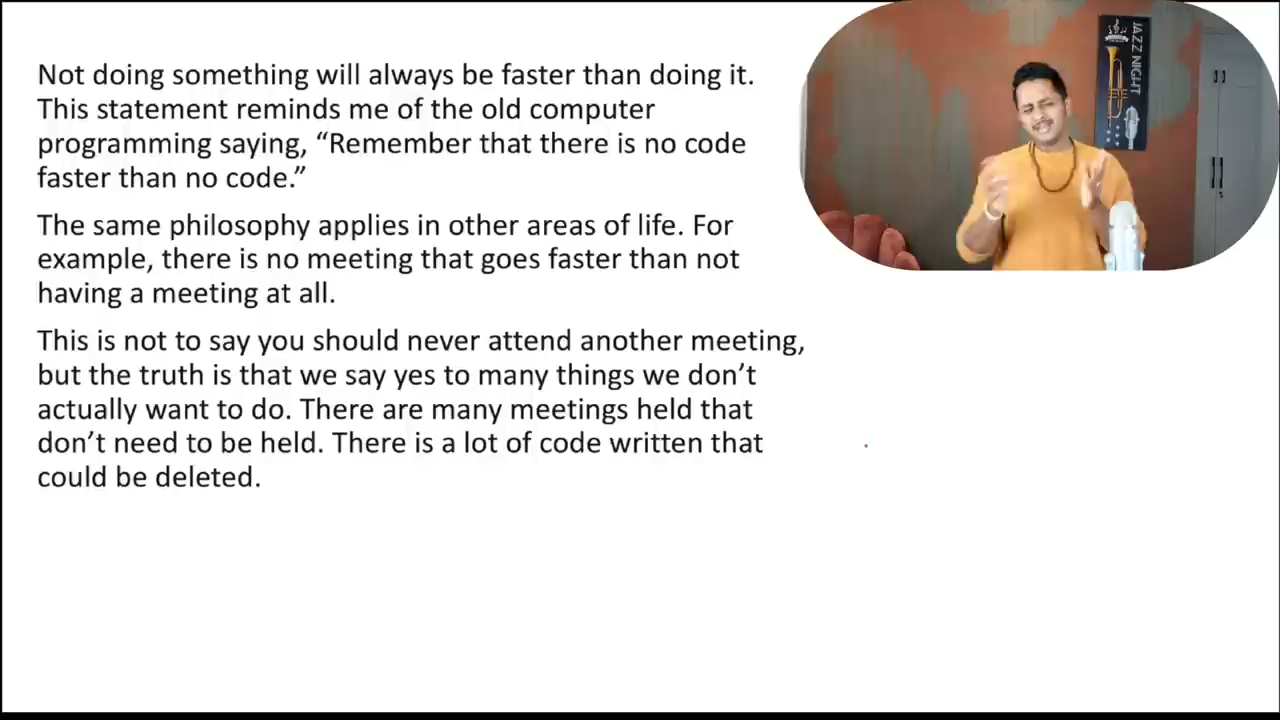 Not doing something will always be faster than doing it.
This statement reminds me of the old computer
programming saying, “Remember that there is no code
faster than no code.”
The same philosophy applies in other areas of life. For
example, there is no meeting that goes faster than not
having a meeting at all.
This is not to say you should never attend another meeting,
but the truth is that we say yes to many things we don’t
actually want to do. There are many meetings held that
don’t need to be held. There is a lot of code written that
could be deleted.
JAZZ NIGHT